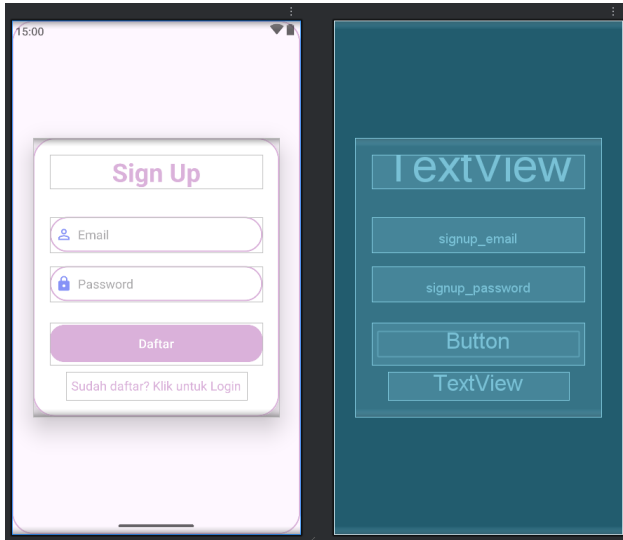 15:00
Sign Up
Email
Password
Daftar
Sudah daftar? Klik untuk Login
TextView
signup_email
signup_password
Button
TextView